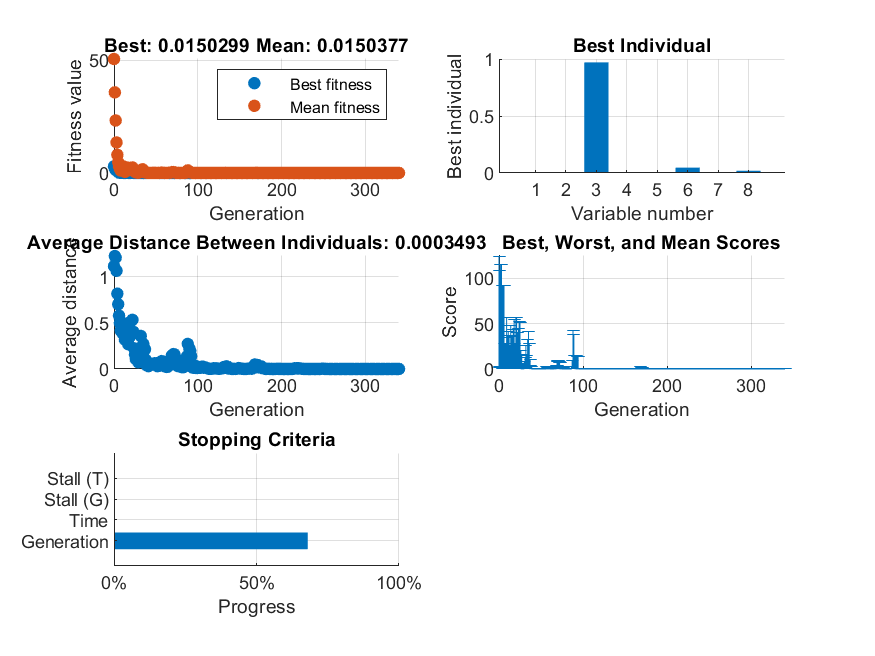 Best: 0.0150299 Mean: 0.0150377
Fitness value
50
0
Best fitness
Mean fitness
0 100 200 300
Generation
Best Individual
Best individual
1
0.5
0
1 2 3 4 5 6 7 8
Variable number
Average Distance Between Individuals: 0.0003493
Average distance
1
0.5
0
0 100 200 300
Generation
Best, Worst, and Mean Scores
Score
100
50
0
0 100 200 300
Generation
Stopping Criteria
Stall (T)
Stall (G)
Time
Generation
0% 50% 100%
Progress